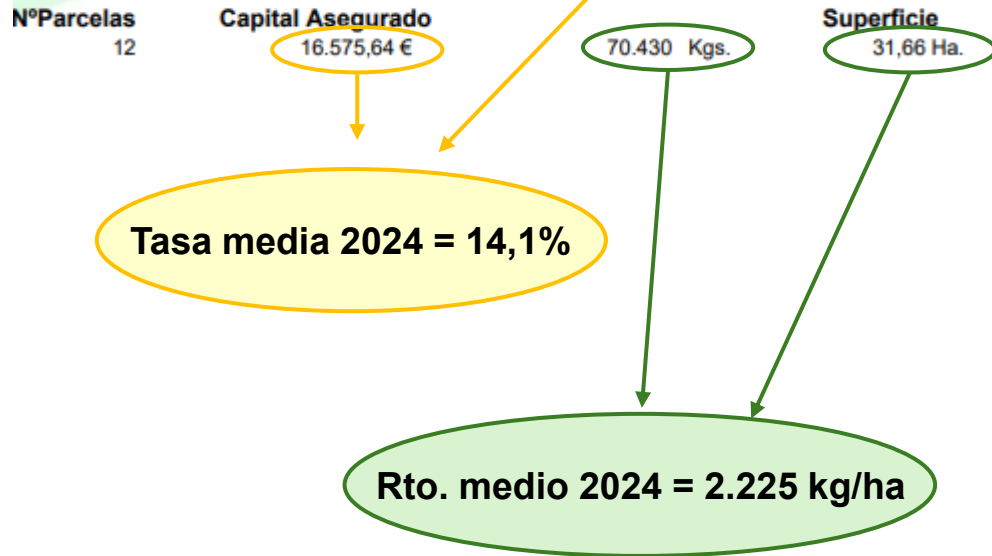 NºParcelas Capital Asegurado Superficie
12 16.575,64 € 70.430 Kgs. 31,66 Ha.
Tasa media 2024 = 14,1%
Rto. medio 2024 = 2.225 kg/ha